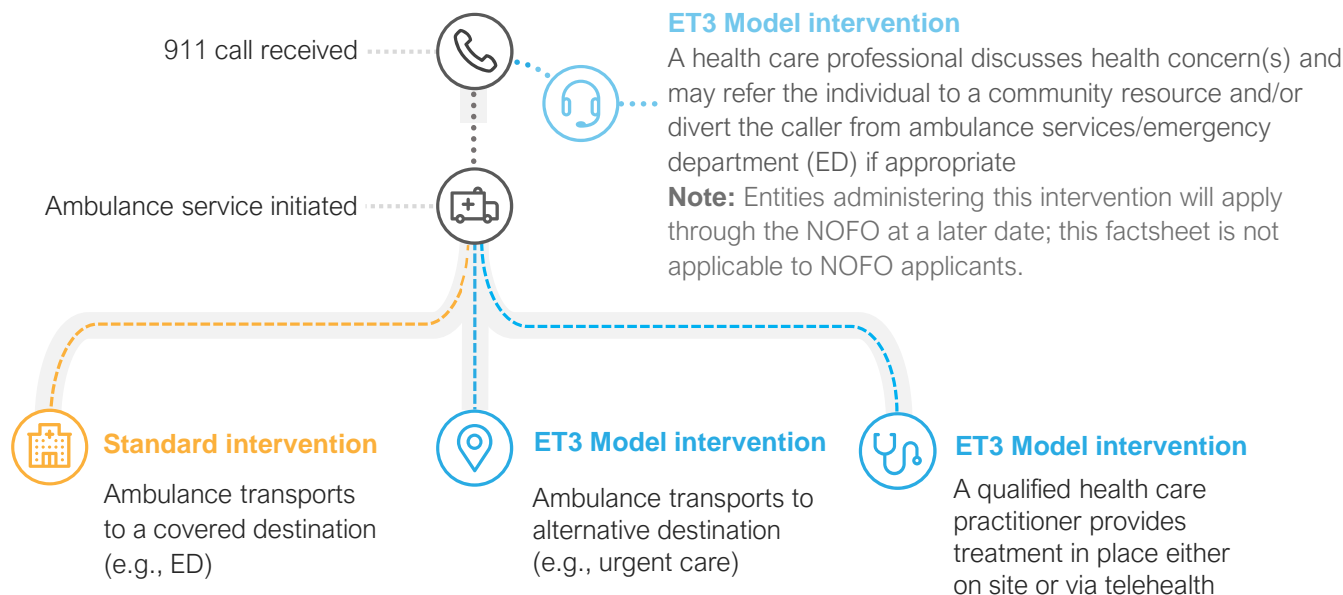 911 call received
ET3 Model intervention
A health care professional discusses health concern(s) and
may refer the individual to a community resource and/or
divert the caller from ambulance services/emergency
department (ED) if appropriate
Note: Entities administering this intervention will apply
through the NOFO at a later date; this factsheet is not
applicable to NOFO applicants.
Ambulance service initiated
Standard intervention
Ambulance transports
to a covered destination
(e.g., ED)
ET3 Model intervention
Ambulance transports to
alternative destination
(e.g., urgent care)
ET3 Model intervention
A qualified health care
practitioner provides
treatment in place either
on site or via telehealth